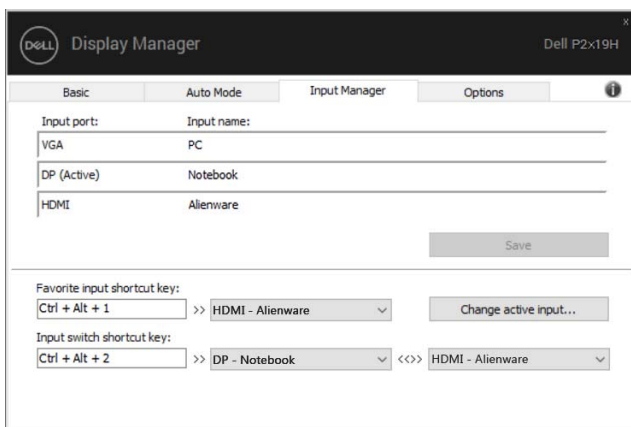 x
DELL Display Manager Dell P2x19H
Basic Auto Mode Input Manager Options i
Input port: Input name:
VGA PC
DP (Active) Notebook
HDMI Alienware
Save
Favorite input shortcut key:
Ctrl + Alt + 1 >> HDMI - Alienware Change active input...
Input switch shortcut key:
Ctrl + Alt + 2 >> DP - Notebook <<>> HDMI - Alienware